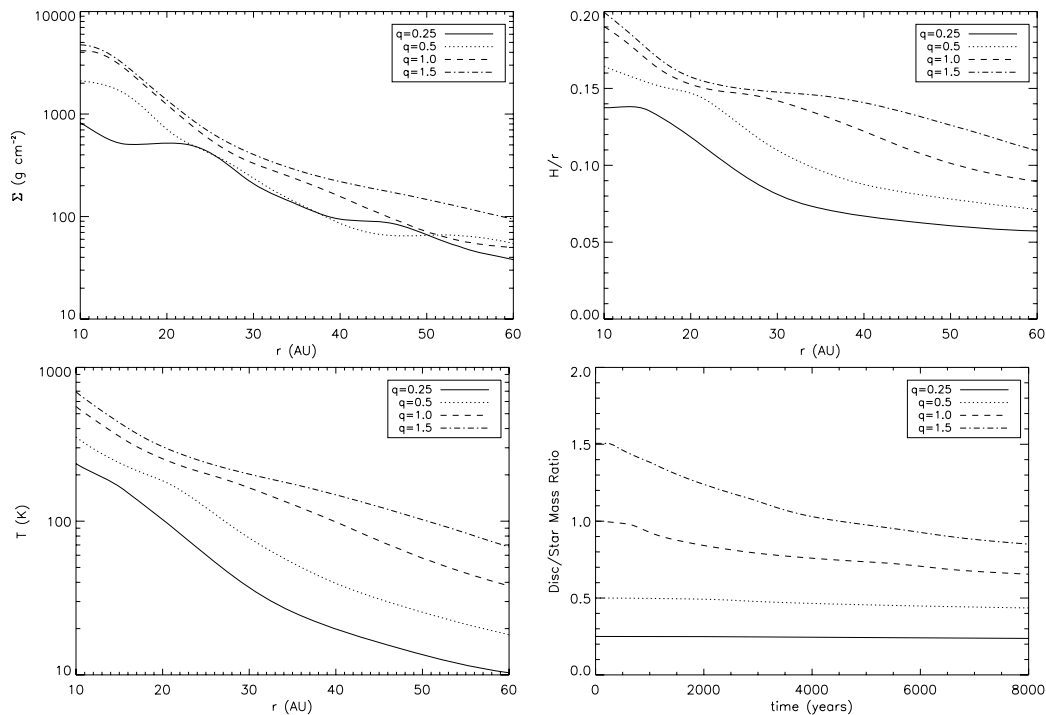 10000
1000
100
10
Σ (g cm⁻²)
10 20 30 40 50 60
r (AU)
q=0.25
q=0.5
q=1.0
q=1.5
0.20
0.15
0.10
0.05
0.00
H/r
10 20 30 40 50 60
r (AU)
q=0.25
q=0.5
q=1.0
q=1.5
1000
100
10
T (K)
10 20 30 40 50 60
r (AU)
q=0.25
q=0.5
q=1.0
q=1.5
2.0
1.5
1.0
0.5
0.0
Disc/Star Mass Ratio
0 2000 4000 6000 8000
time (years)
q=0.25
q=0.5
q=1.0
q=1.5